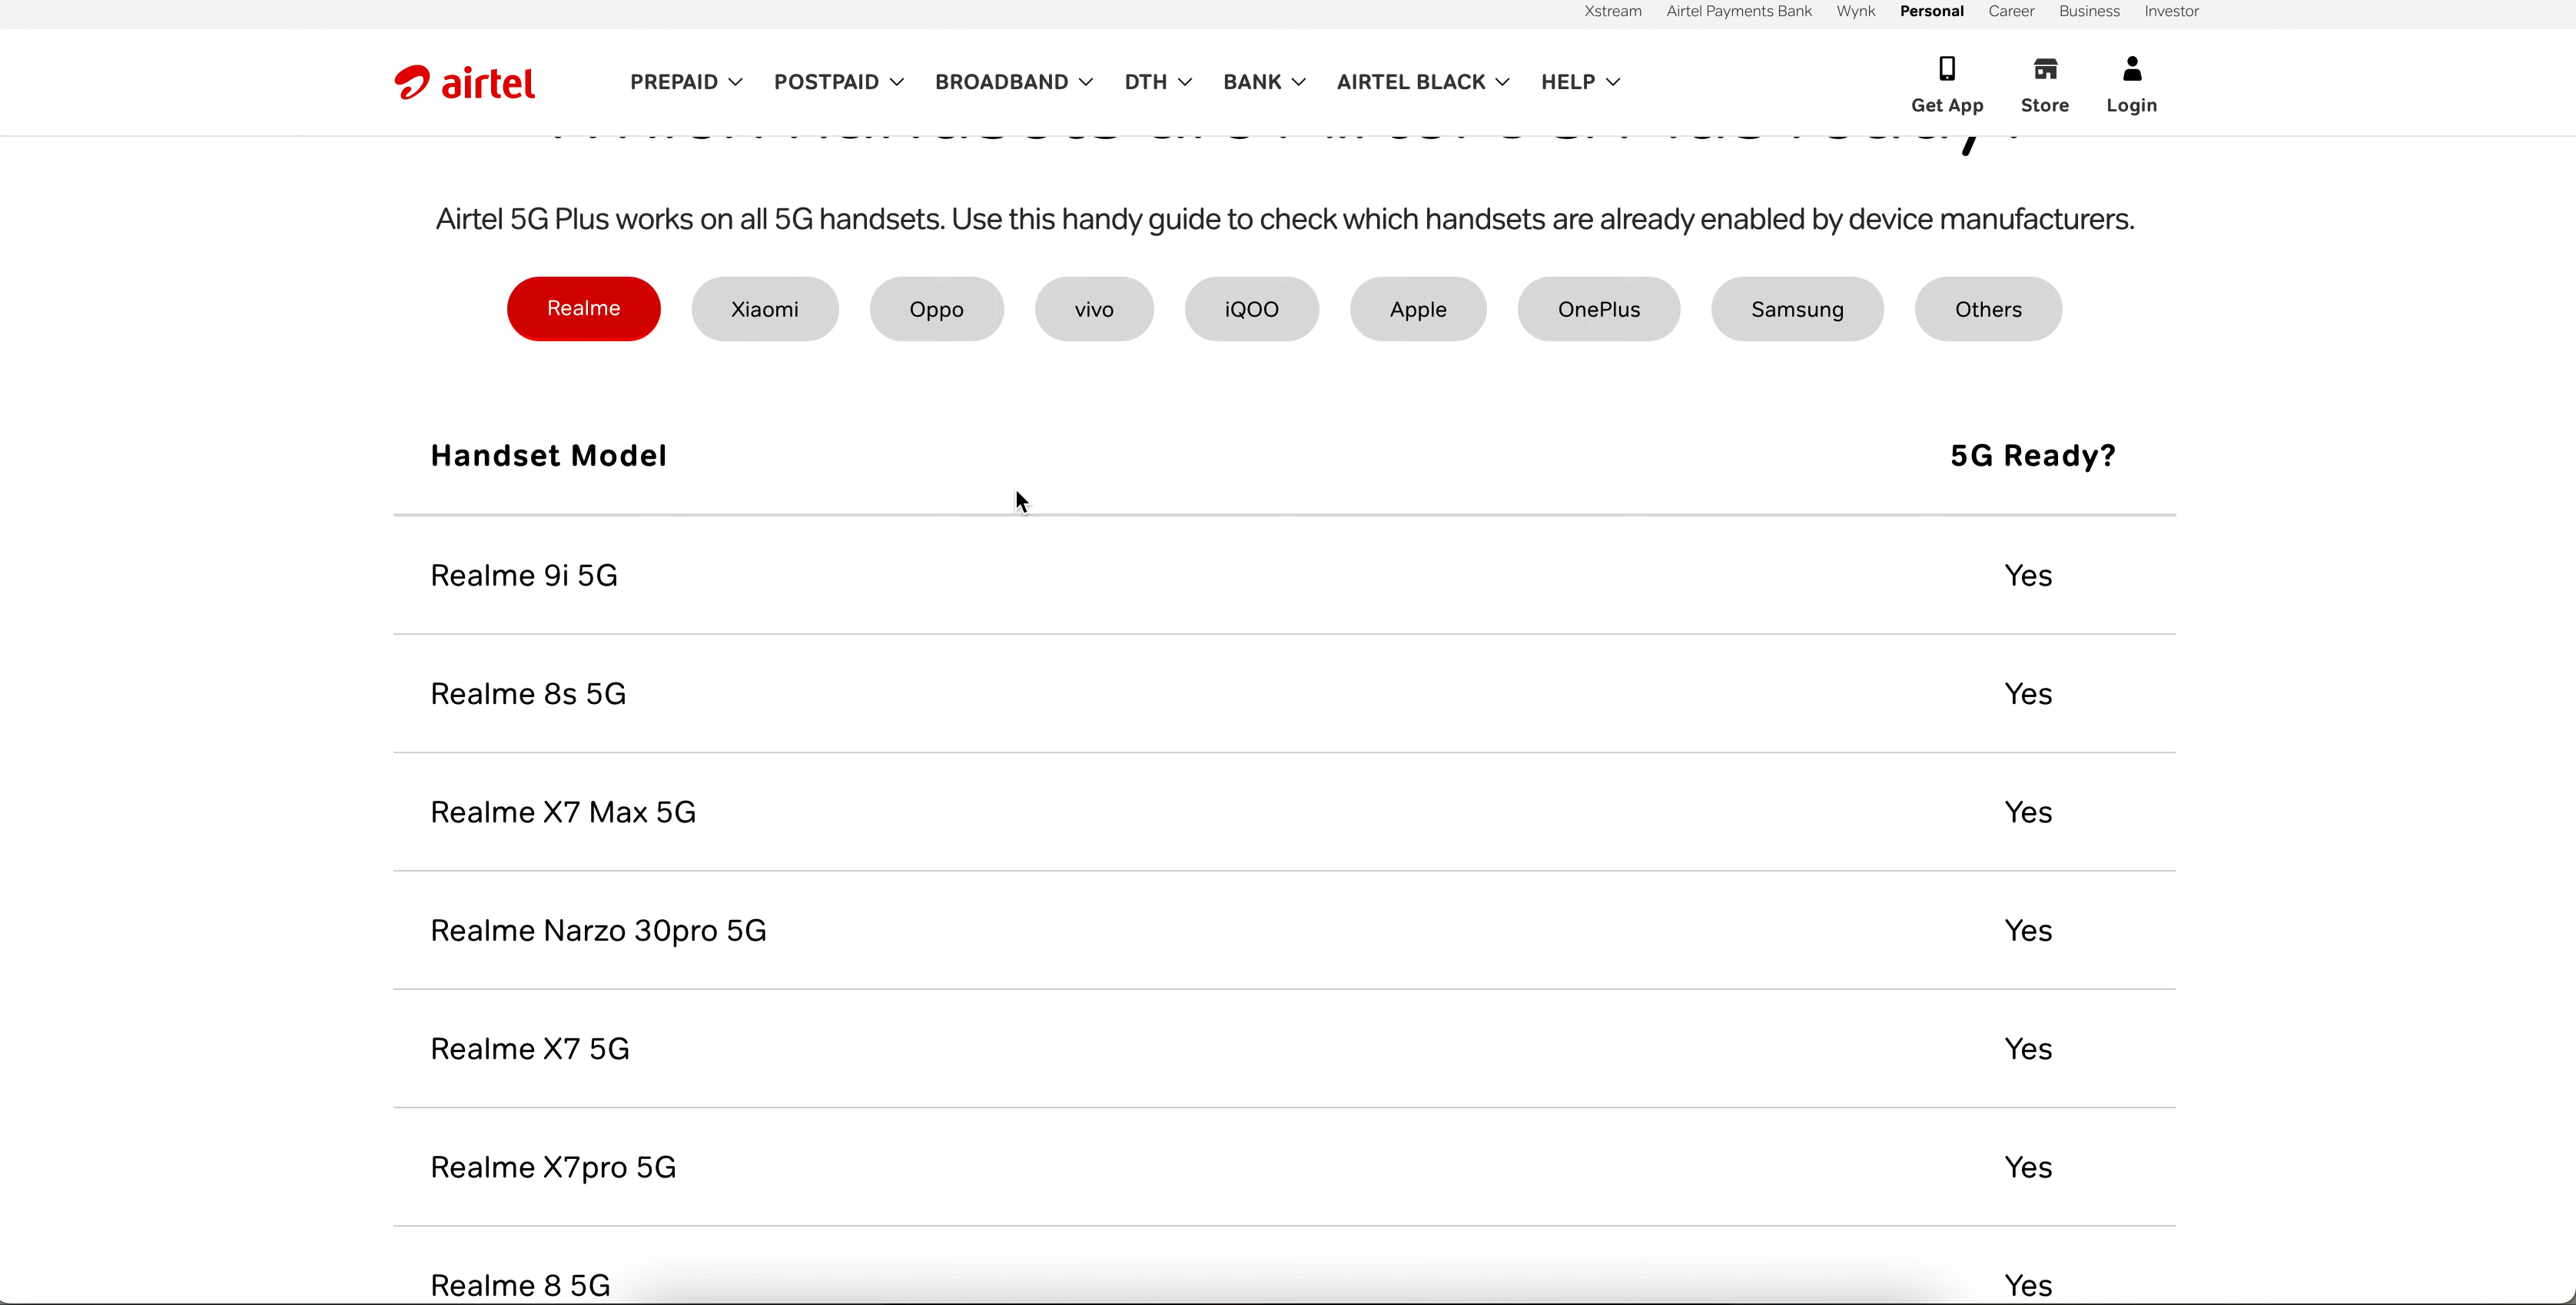 Xstream Airtel Payments Bank Wynk Personal Career Business Investor
airtel PREPAID POSTPAID BROADBAND DTH BANK AIRTEL BLACK HELP
Get App Store Login
Airtel 5G Plus works on all 5G handsets. Use this handy guide to check which handsets are already enabled by device manufacturers.
Realme Xiaomi Oppo vivo iQOO Apple OnePlus Samsung Others
Handset Model 5G Ready?
Realme 9i 5G Yes
Realme 8s 5G Yes
Realme X7 Max 5G Yes
Realme Narzo 30pro 5G Yes
Realme X7 5G Yes
Realme X7pro 5G Yes
Realme 8 5G Yes